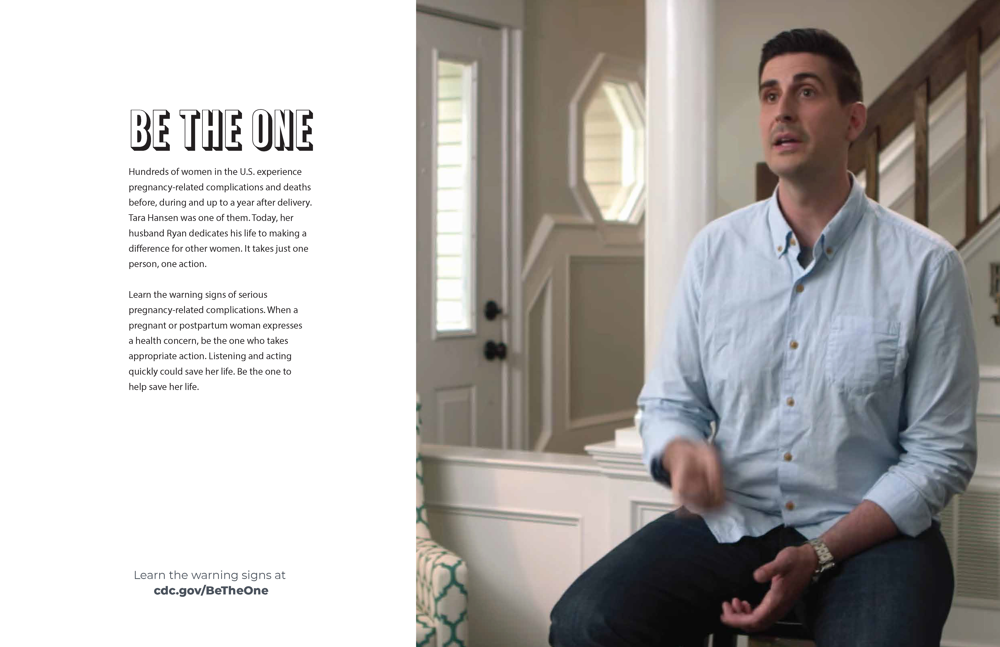 BE THE ONE
Hundreds of women in the U.S. experience
pregnancy-related complications and deaths
before, during and up to a year after delivery.
Tara Hansen was one of them. Today, her
husband Ryan dedicates his life to making a
difference for other women. It takes just one
person, one action.
Learn the warning signs of serious
pregnancy-related complications. When a
pregnant or postpartum woman expresses
a health concern, be the one who takes
appropriate action. Listening and acting
quickly could save her life. Be the one to
help save her life.
Learn the warning signs at
cdc.gov/BeTheOne